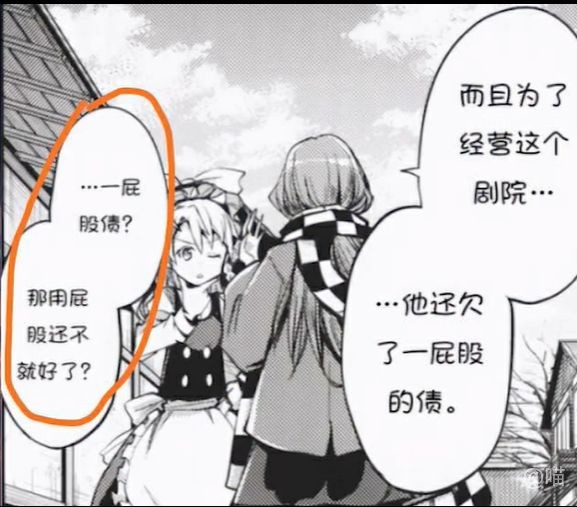 而且为了
经营这个
剧院…
…他还欠
了一屁股
的债。
…一屁
股债？
那用屁
股还不
就好了？
@喵